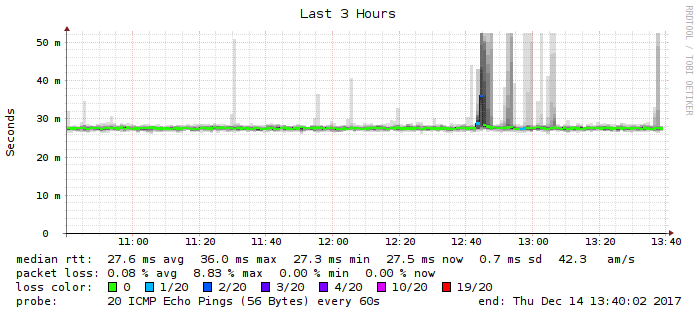 Last 3 Hours
RRDTOOL / TOBI OETIKER
Seconds
50 m
40 m
30 m
20 m
10 m
0
11:00 11:20 11:40 12:00 12:20 12:40 13:00 13:20 13:40
median rtt: 27.6 ms avg 36.0 ms max 27.3 ms min 27.5 ms now 0.7 ms sd 42.3 am/s
packet loss: 0.08 % avg 8.83 % max 0.00 % min 0.00 % now
loss color: 0 1/20 2/20 3/20 4/20 10/20 19/20
probe: 20 ICMP Echo Pings (56 Bytes) every 60s end: Thu Dec 14 13:40:02 2017